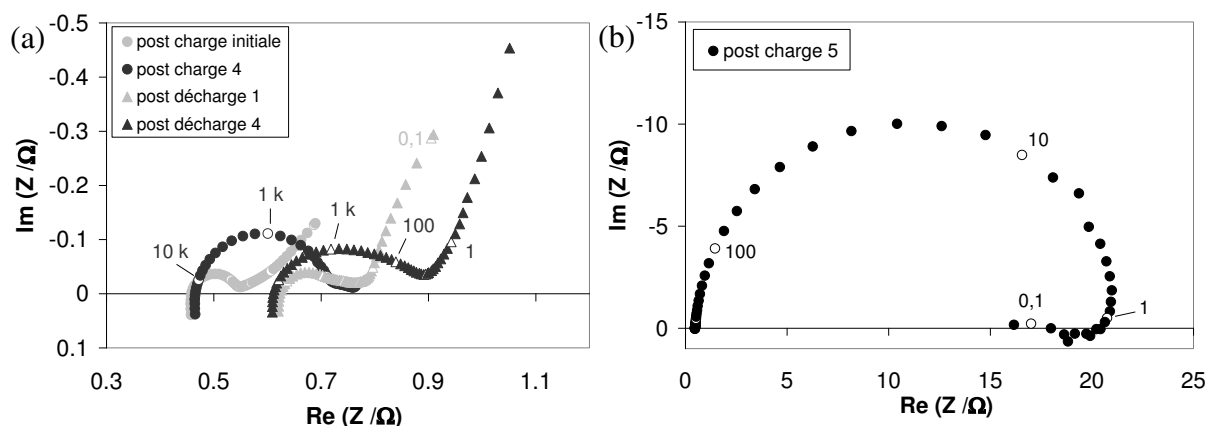 (a)
Im (Z /Ω)
-0.5
-0.4
-0.3
-0.2
-0.1
0
0.1
post charge initiale
post charge 4
post décharge 1
post décharge 4
0,1
1 k
1 k
100
10 k
1
0.3
0.5
0.7
0.9
1.1
Re (Z /Ω)
(b)
Im (Z /Ω)
-15
-10
-5
0
post charge 5
10
100
0,1
1
0
5
10
15
20
25
Re (Z /Ω)